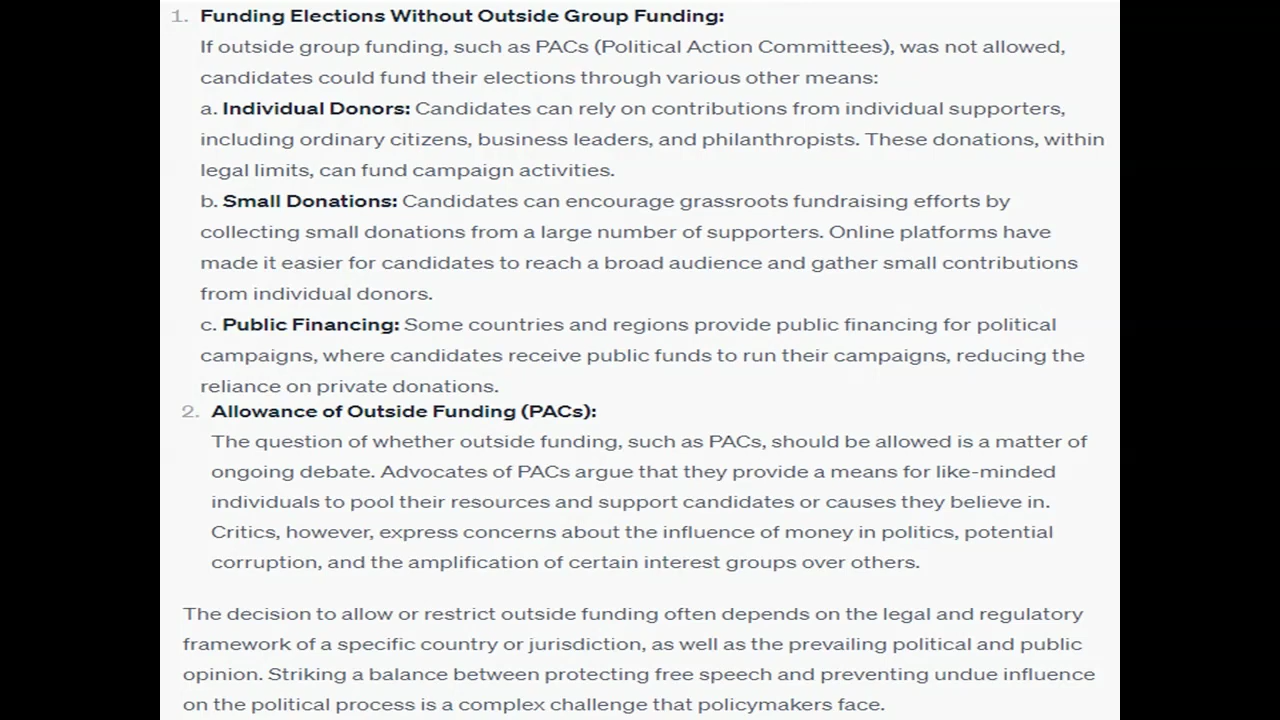 1. Funding Elections Without Outside Group Funding:
If outside group funding, such as PACs (Political Action Committees), was not allowed,
candidates could fund their elections through various other means:
a. Individual Donors: Candidates can rely on contributions from individual supporters,
including ordinary citizens, business leaders, and philanthropists. These donations, within
legal limits, can fund campaign activities.
b. Small Donations: Candidates can encourage grassroots fundraising efforts by
collecting small donations from a large number of supporters. Online platforms have
made it easier for candidates to reach a broad audience and gather small contributions
from individual donors.
c. Public Financing: Some countries and regions provide public financing for political
campaigns, where candidates receive public funds to run their campaigns, reducing the
reliance on private donations.
2. Allowance of Outside Funding (PACs):
The question of whether outside funding, such as PACs, should be allowed is a matter of
ongoing debate. Advocates of PACs argue that they provide a means for like-minded
individuals to pool their resources and support candidates or causes they believe in.
Critics, however, express concerns about the influence of money in politics, potential
corruption, and the amplification of certain interest groups over others.
The decision to allow or restrict outside funding often depends on the legal and regulatory
framework of a specific country or jurisdiction, as well as the prevailing political and public
opinion. Striking a balance between protecting free speech and preventing undue influence
on the political process is a complex challenge that policymakers face.